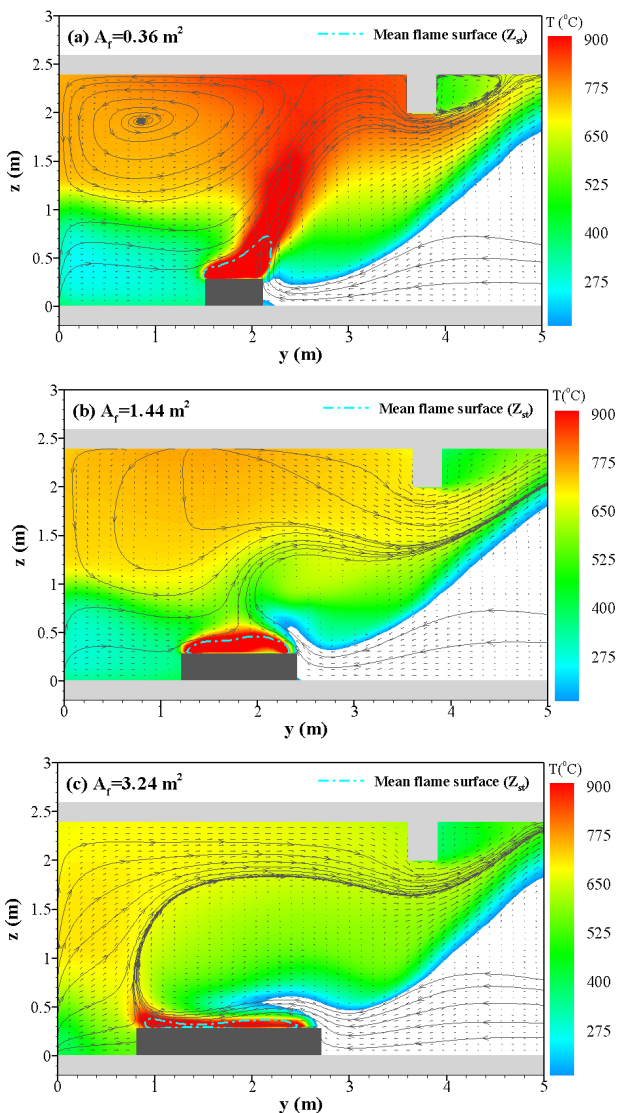 (a) A_f=0.36 m²
Mean flame surface (Z_st)
T (°C)
900
775
650
525
400
275
3
2.5
2
1.5
1
0.5
0
z (m)
0 1 2 3 4 5
y (m)
(b) A_f=1.44 m²
Mean flame surface (Z_st)
T(°C)
900
775
650
525
400
275
3
2.5
2
1.5
1
0.5
0
z (m)
0 1 2 3 4 5
y (m)
(c) A_f=3.24 m²
Mean flame surface (Z_st)
T(°C)
900
775
650
525
400
275
3
2.5
2
1.5
1
0.5
0
z (m)
0 1 2 3 4 5
y (m)